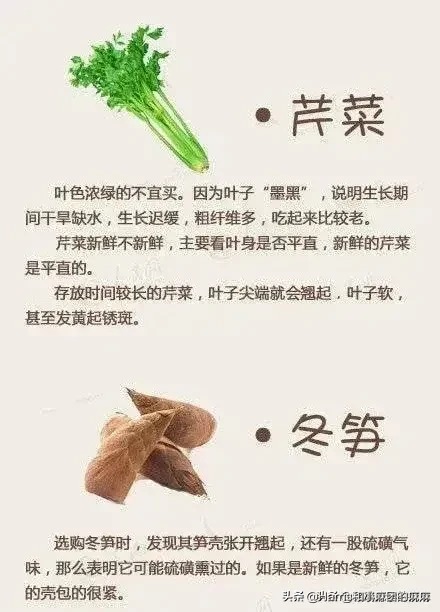 • 芹菜
叶色浓绿的不宜买。因为叶子“墨黑”，说明生长期
间干旱缺水，生长迟缓，粗纤维多，吃起来比较老。
芹菜新鲜不新鲜，主要看叶身是否平直，新鲜的芹菜
是平直的。
存放时间较长的芹菜，叶子尖端就会翘起．叶子软，
甚至发黄起锈斑。
• 冬笋
选购冬笋时，发现其笋壳张开翘起，还有一股硫磺气
味，那么表明它可能硫磺熏过的。如果是新鲜的冬笋，它
的壳包的很紧。
头条